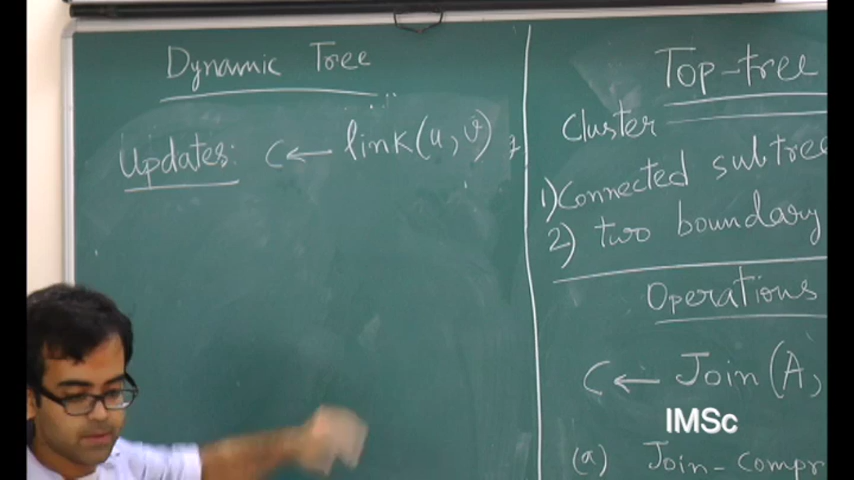 Dynamic Tree
Updates: C ← link(u, v)
Top-tree
Cluster
1) Connected subtree
2) two boundary
Operations
C ← Join (A,
IMSc
(a) Join-compr